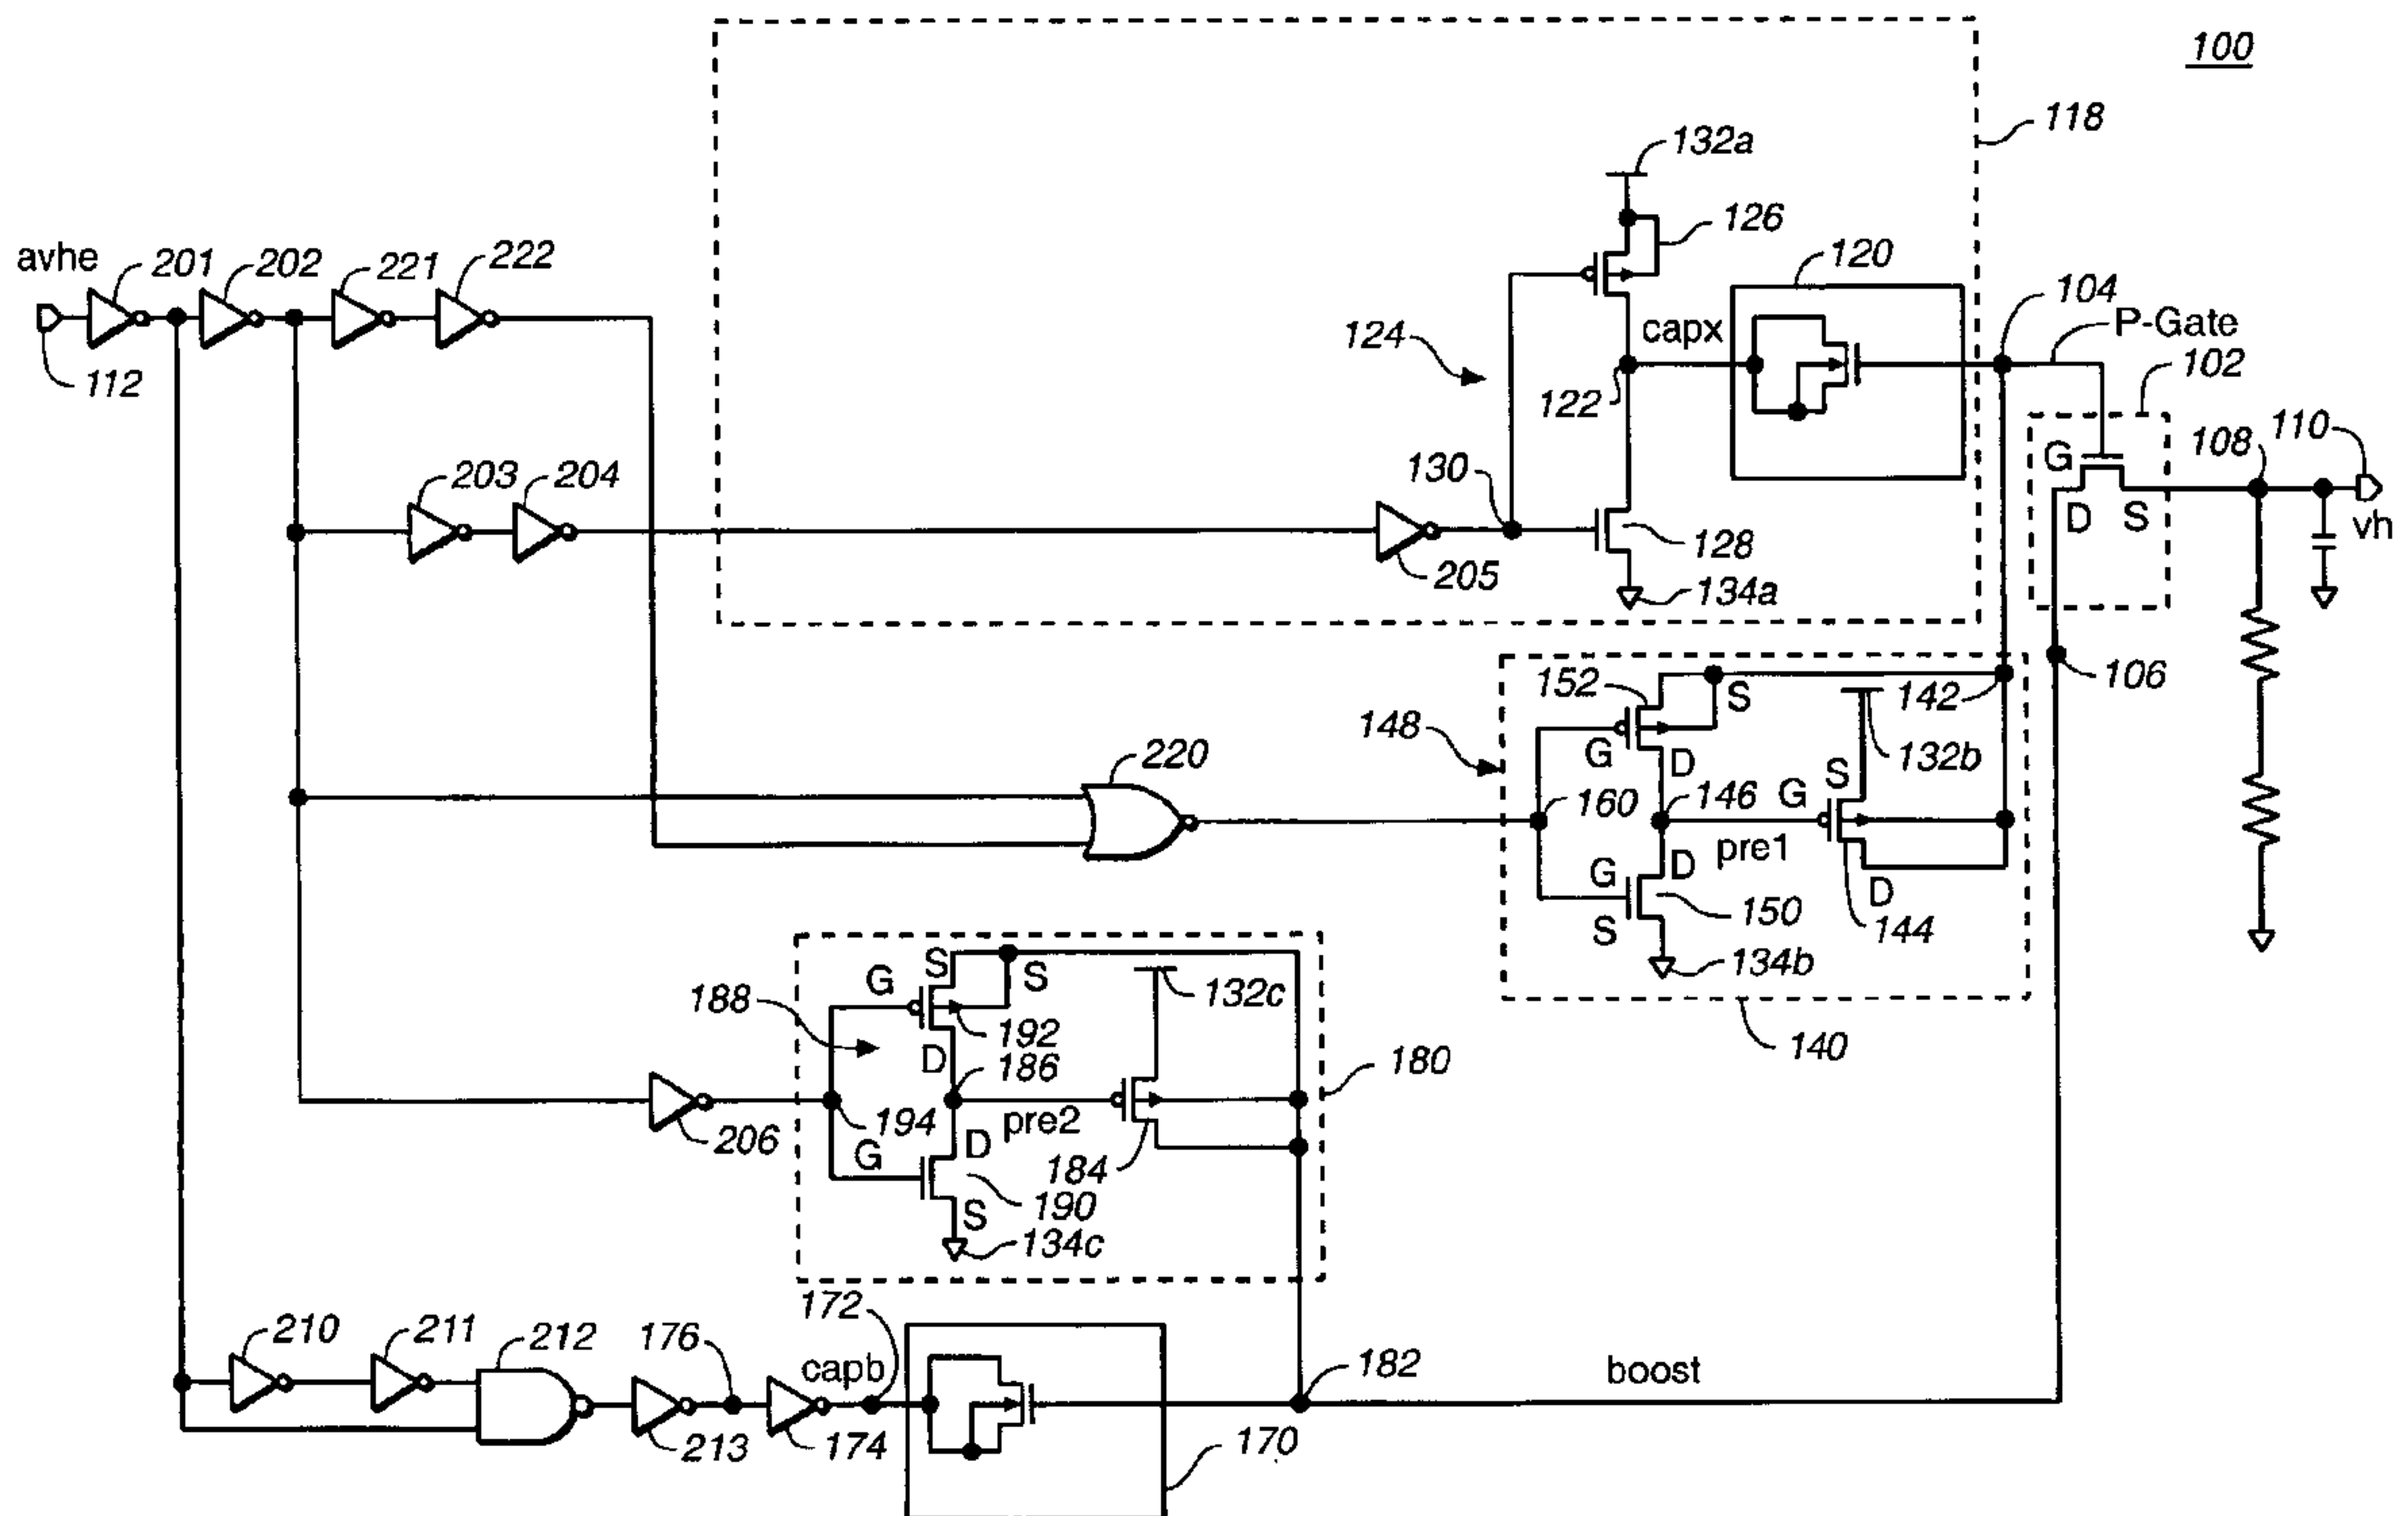 100
118
132a
126
avhe
201
202
221
222
120
104
P-Gate
112
124
capx
122
102
108
110
G
D
S
vh
130
203
204
205
128
134a
106
152
S
142
148
G
D
132b
S
220
160
146
G
pre1
G
D
150
D
144
S
134b
140
188
G
S
S
132c
192
D
186
180
194
pre2
206
G
D
184
190
S
134c
172
210
211
212
176
capb
182
boost
213
174
170